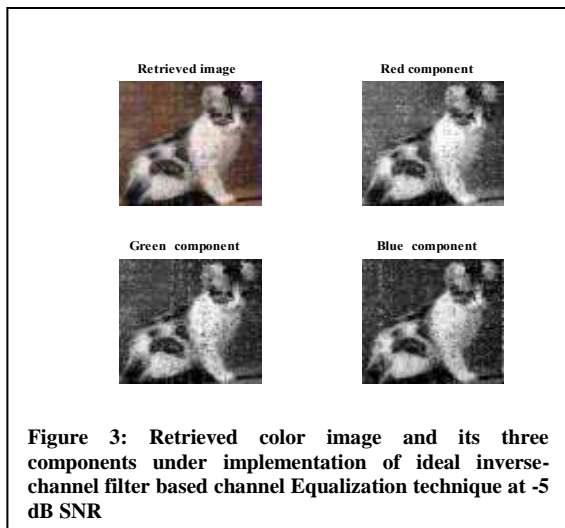 Retrieved image
Red component
Green component
Blue component
Figure 3: Retrieved color image and its three
components under implementation of ideal inverse-
channel filter based channel Equalization technique at -5
dB SNR